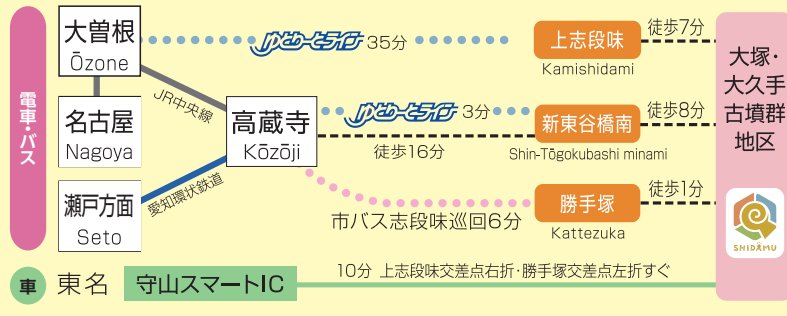 電車・バス
大曽根
Ōzone
名古屋
Nagoya
瀬戸方面
Seto
JR中央線
愛知環状鉄道
高蔵寺
Kōzōji
ゆとりーとライン 35分
上志段味
Kamishidami
徒歩7分
ゆとりーとライン 3分
徒歩16分
新東谷橋南
Shin-Tōgokubashi minami
徒歩8分
市バス志段味巡回6分
勝手塚
Kattezuka
徒歩1分
大塚・
大久手
古墳群
地区
SHIDAMU
車 東名 守山スマートIC
10分 上志段味交差点右折・勝手塚交差点左折すぐ